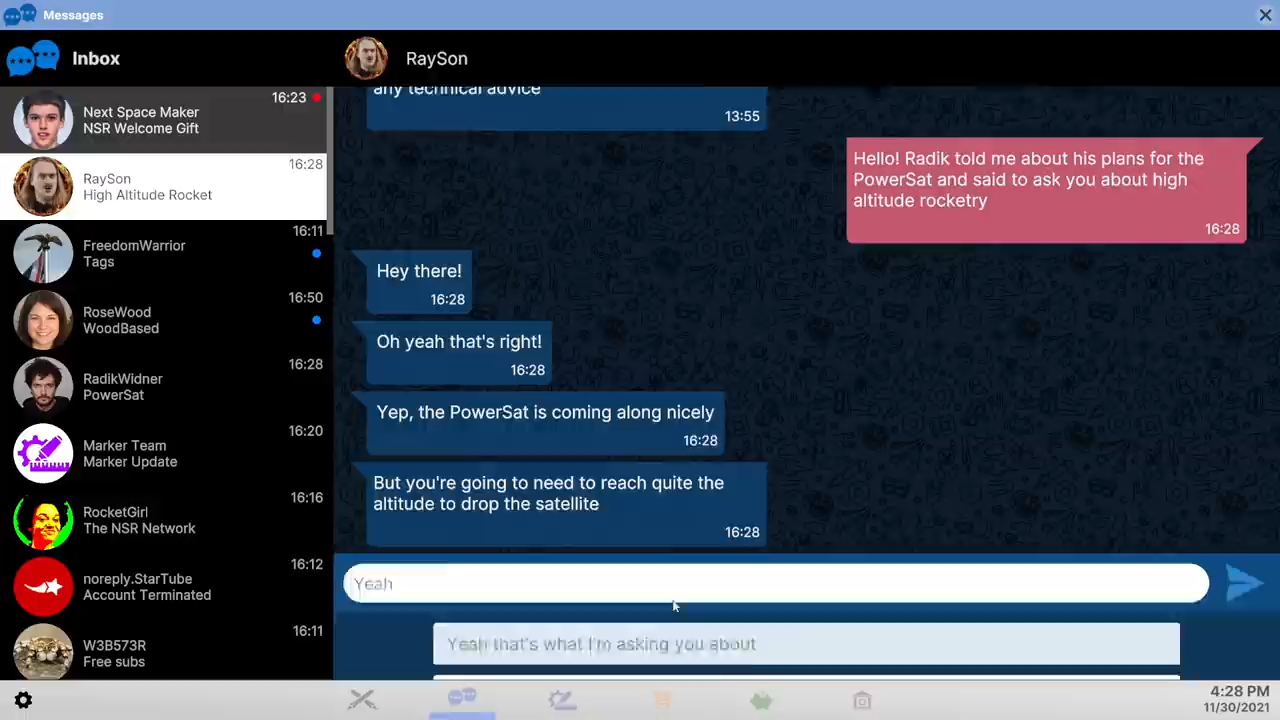 Messages
Inbox
RaySon
Next Space Maker
NSR Welcome Gift
16:23
RaySon
High Altitude Rocket
16:28
FreedomWarrior
Tags
16:11
RoseWood
WoodBased
16:50
RadikWidner
PowerSat
16:28
Marker Team
Marker Update
16:20
RocketGirl
The NSR Network
16:16
noreply.StarTube
Account Terminated
16:12
W3B573R
Free subs
16:11
any technical advice
13:55
Hello! Radik told me about his plans for the
PowerSat and said to ask you about high
altitude rocketry
16:28
Hey there!
16:28
Oh yeah that's right!
16:28
Yep, the PowerSat is coming along nicely
16:28
But you're going to need to reach quite the
altitude to drop the satellite
16:28
Yeah
Yeah that's what I'm asking you about
4:28 PM
11/30/2021